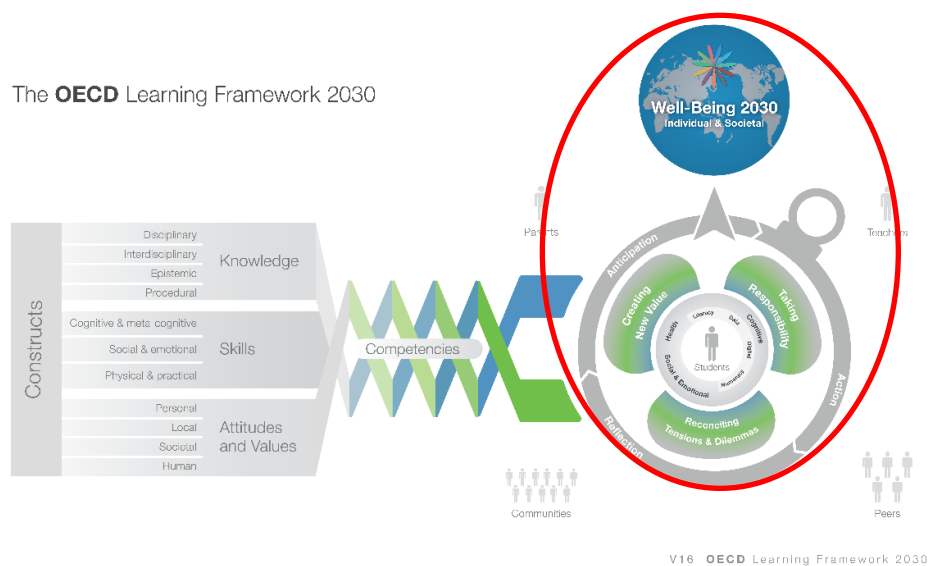 The OECD Learning Framework 2030
Well-Being 2030
Individual & Societal
Parents
Teachers
Constructs
Disciplinary
Interdisciplinary
Epistemic
Procedural
Knowledge
Cognitive & meta cognitive
Social & emotional
Physical & practical
Skills
Personal
Local
Societal
Human
Attitudes
and Values
Competencies
Anticipation
Action
Reflection
Creating
New Value
Taking
Responsibility
Reconciling
Tensions & Dilemmas
Literacy
Data
Cognitive
Digital
Numeracy
Social & Emotional
Health
Students
Communities
Peers
V16 OECD Learning Framework 2030